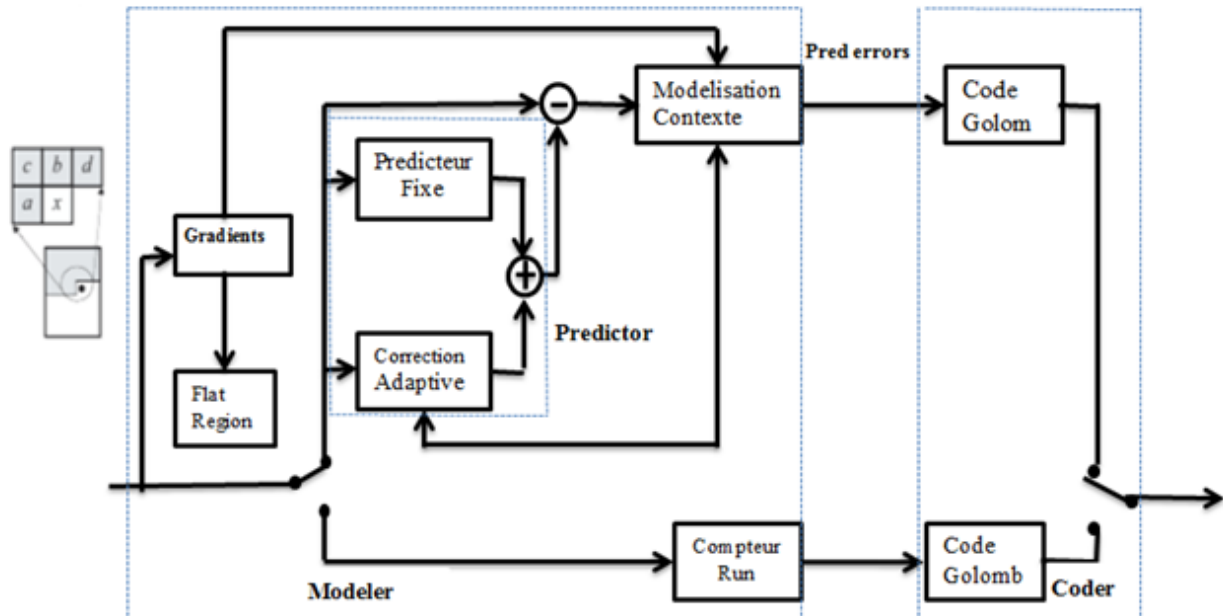 Pred errors
Modelisation
Contexte
Code
Golom
c b d
a x
Predicteur
Fixe
Gradients
Predictor
Correction
Adaptive
Flat
Region
Compteur
Run
Code
Golomb
Modeler
Coder